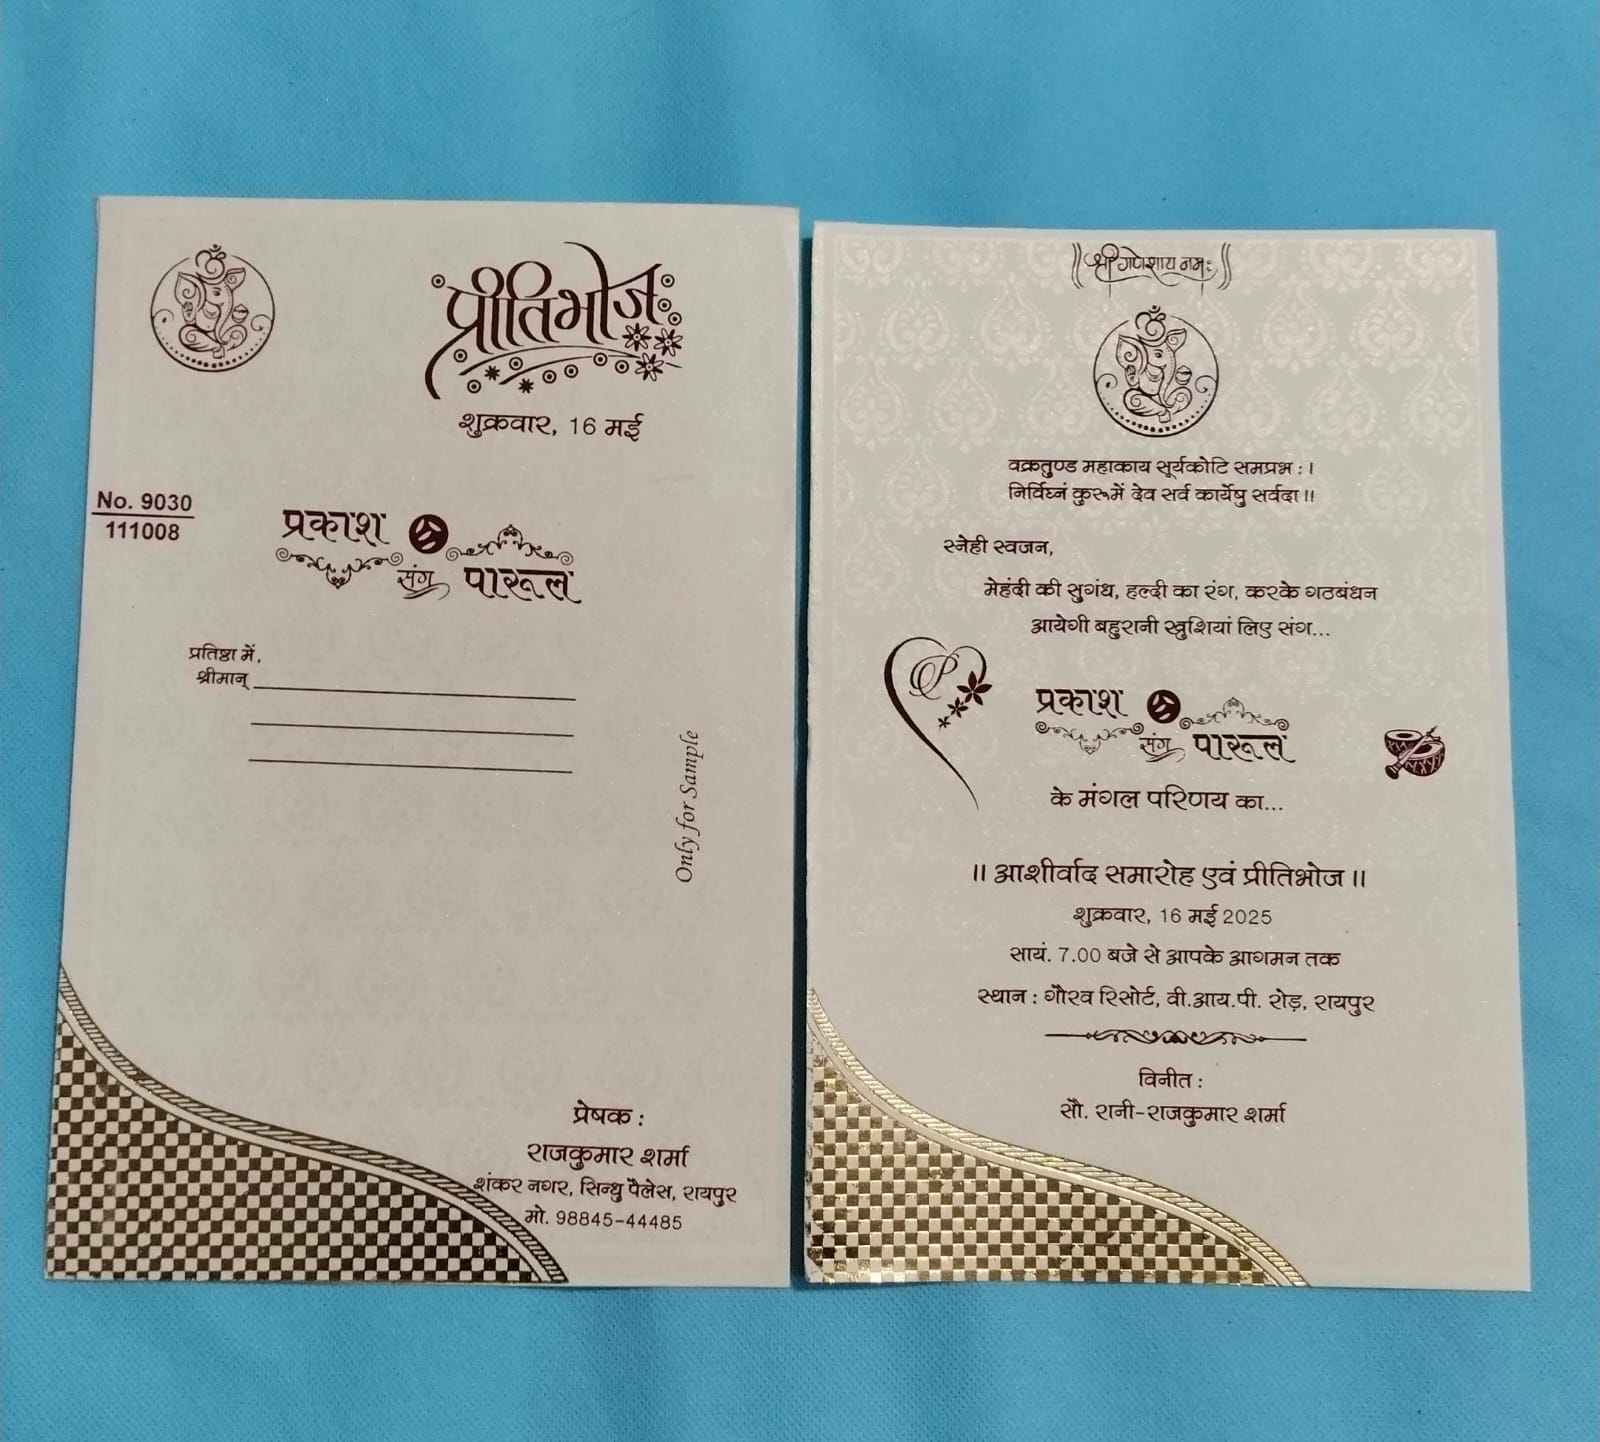 प्रीतिभोज
शुक्रवार, 16 मई
No. 9030
111008
प्रकाश
संग पारूल
प्रतिष्ठा में,
श्रीमान्
Only for Sample
प्रेषक :
राजकुमार शर्मा
शंकर नगर, सिन्धु पैलेस, रायपुर
मो. 98845-44485
॥ श्री गणेशाय नमः ॥
वक्रतुण्ड महाकाय सूर्यकोटि समप्रभ : ।
निर्विघ्नं कुरूमें देव सर्व कार्येषु सर्वदा ।।
स्नेही स्वजन,
मेहंदी की सुगंध, हल्दी का रंग, करके गठबंधन
आयेगी बहुरानी खुशियां लिए संग...
P
प्रकाश
संग पारूल
के मंगल परिणय का...
।। आशीर्वाद समारोह एवं प्रीतिभोज ।।
शुक्रवार, 16 मई 2025
सायं. 7.00 बजे से आपके आगमन तक
स्थान : गौरव रिसोर्ट, वी.आय.पी. रोड़, रायपुर
विनीत :
सौ. रानी-राजकुमार शर्मा